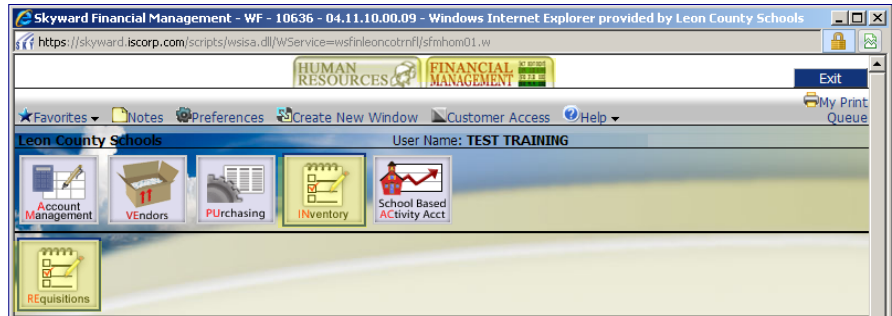 Skyward Financial Management - WF - 10636 - 04.11.10.00.09 - Windows Internet Explorer provided by Leon County Schools
https://skyward.iscorp.com/scripts/wsisa.dll/WService=wsfinleoncotrnfl/sfmhom01.w
HUMAN RESOURCES
FINANCIAL MANAGEMENT
Exit
Favorites Notes Preferences Create New Window Customer Access Help
My Print Queue
Leon County Schools User Name: TEST TRAINING
Account Management
VEndors
PUrchasing
INventory
School Based ACtivity Acct
REquisitions